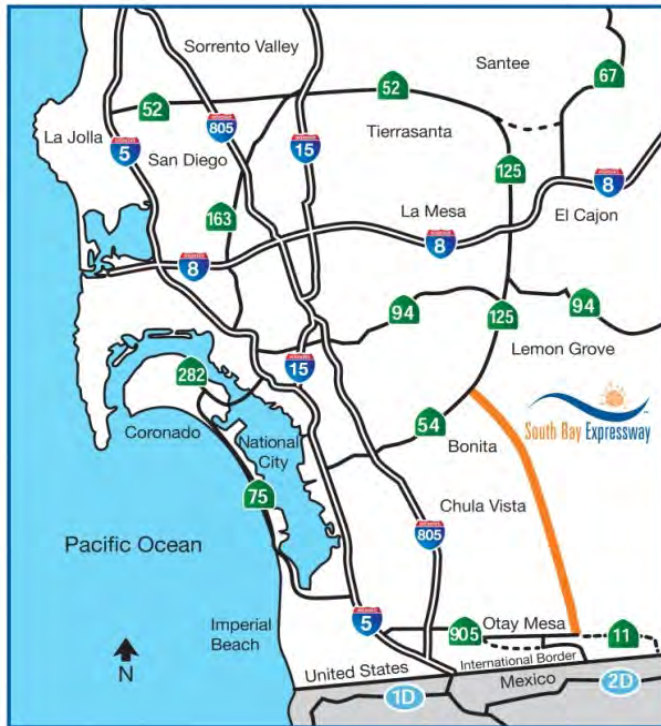 Sorrento Valley
Santee
67
52
52
La Jolla
5
805
San Diego
15
Tierrasanta
125
8
163
La Mesa
El Cajon
8
8
94
125
94
Lemon Grove
15
282
South Bay Expressway
Coronado
National
City
54
Bonita
75
Chula Vista
805
Pacific Ocean
Imperial
Beach
5
905
Otay Mesa
11
N
United States
International Border
Mexico
1D
2D